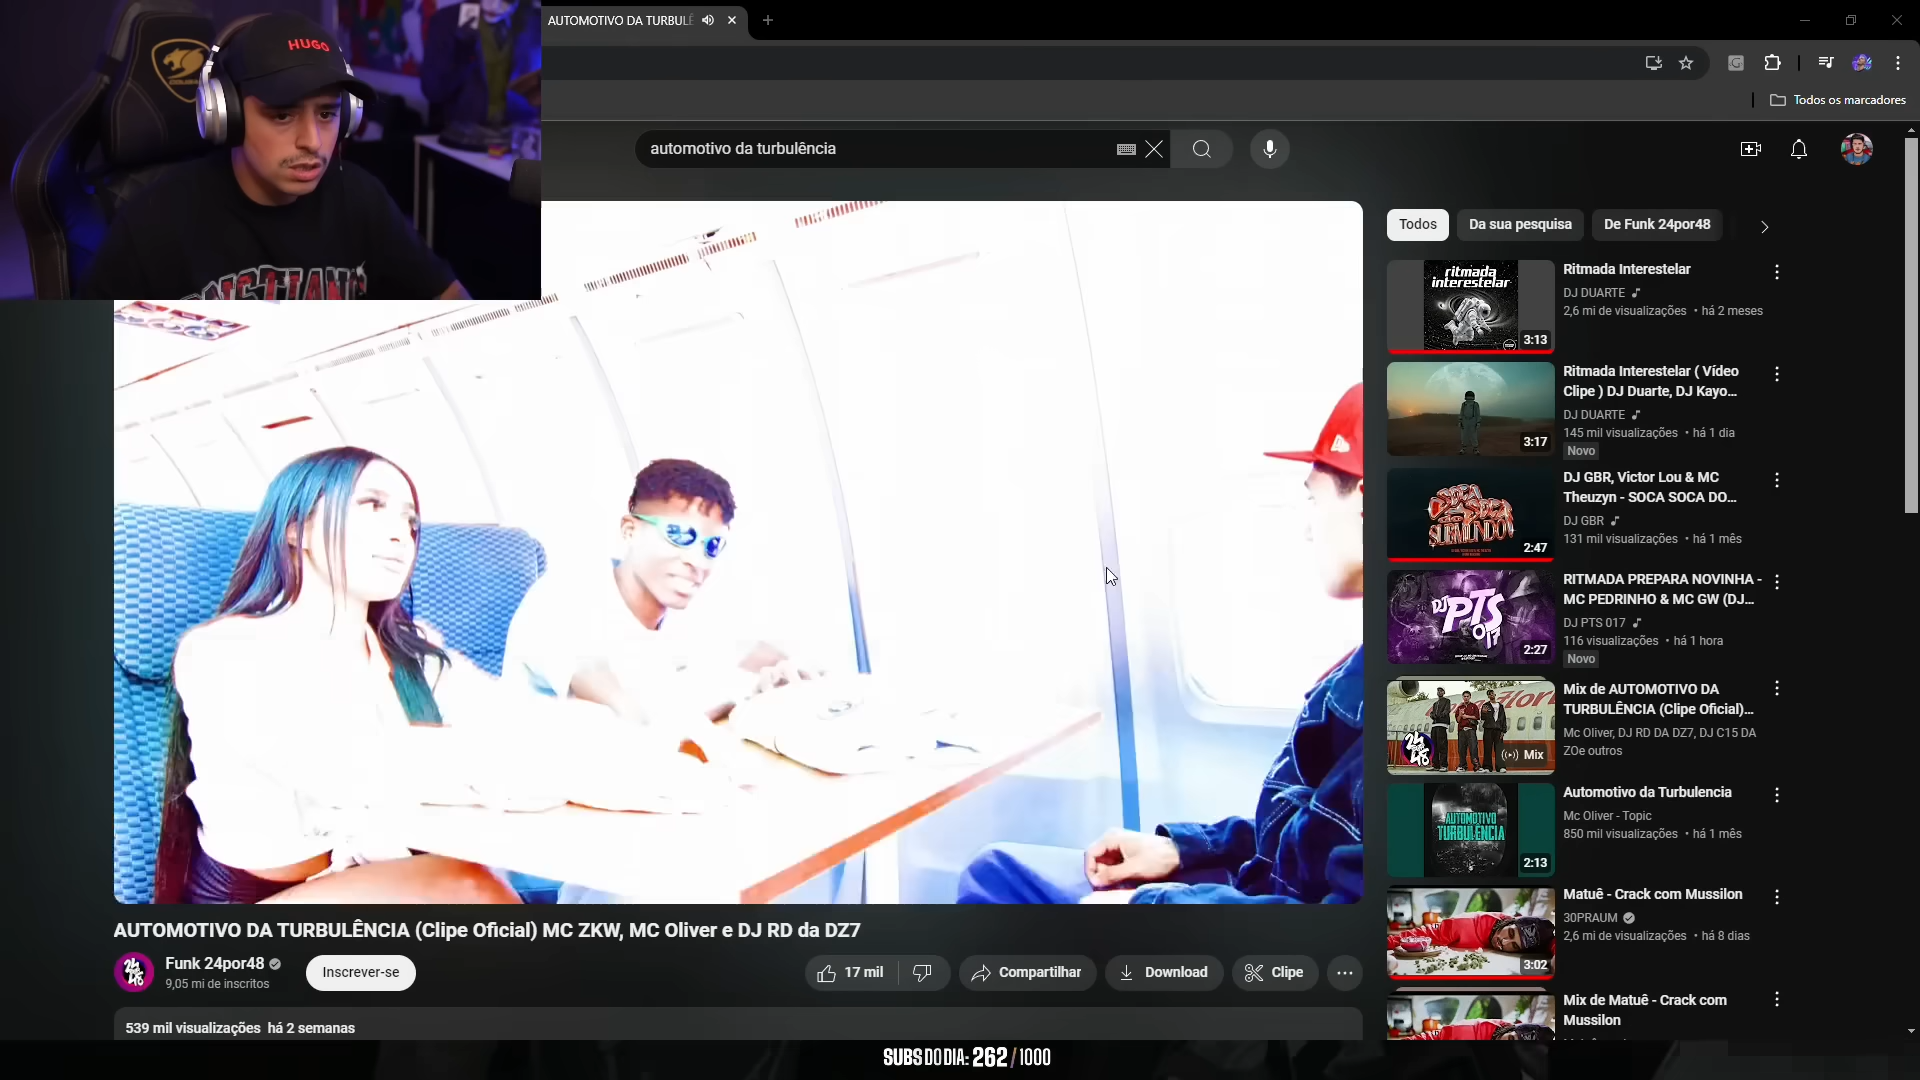 HUGO
AUTOMOTIVO DA TURBULÊ
Todos os marcadores
automotivo da turbulência
Todos
Da sua pesquisa
De Funk 24por48
ritmada
interestelar
3:13
Ritmada Interestelar
DJ DUARTE
2,6 mi de visualizações • há 2 meses
3:17
Ritmada Interestelar ( Vídeo
Clipe ) DJ Duarte, DJ Kayo...
DJ DUARTE
145 mil visualizações • há 1 dia
Novo
SOCA SOCA
SUBMUNDO
2:47
DJ GBR, Victor Lou & MC
Theuzyn - SOCA SOCA DO...
DJ GBR
131 mil visualizações • há 1 mês
DJ PTS
017
2:27
RITMADA PREPARA NOVINHA -
MC PEDRINHO & MC GW (DJ...
DJ PTS 017
116 visualizações • há 1 hora
Novo
Mix
Mix de AUTOMOTIVO DA
TURBULÊNCIA (Clipe Oficial)...
Mc Oliver, DJ RD DA DZ7, DJ C15 DA
ZOe outros
AUTOMOTIVO
TURBULENCIA
2:13
Automotivo da Turbulencia
Mc Oliver - Topic
850 mil visualizações • há 1 mês
3:02
Matuê - Crack com Mussilon
30PRAUM
2,6 mi de visualizações • há 8 dias
Mix de Matuê - Crack com
Mussilon
AUTOMOTIVO DA TURBULÊNCIA (Clipe Oficial) MC ZKW, MC Oliver e DJ RD da DZ7
Funk 24por48
9,05 mi de inscritos
Inscrever-se
17 mil
Compartilhar
Download
Clipe
539 mil visualizações há 2 semanas
SUBS DO DIA: 262 / 1000